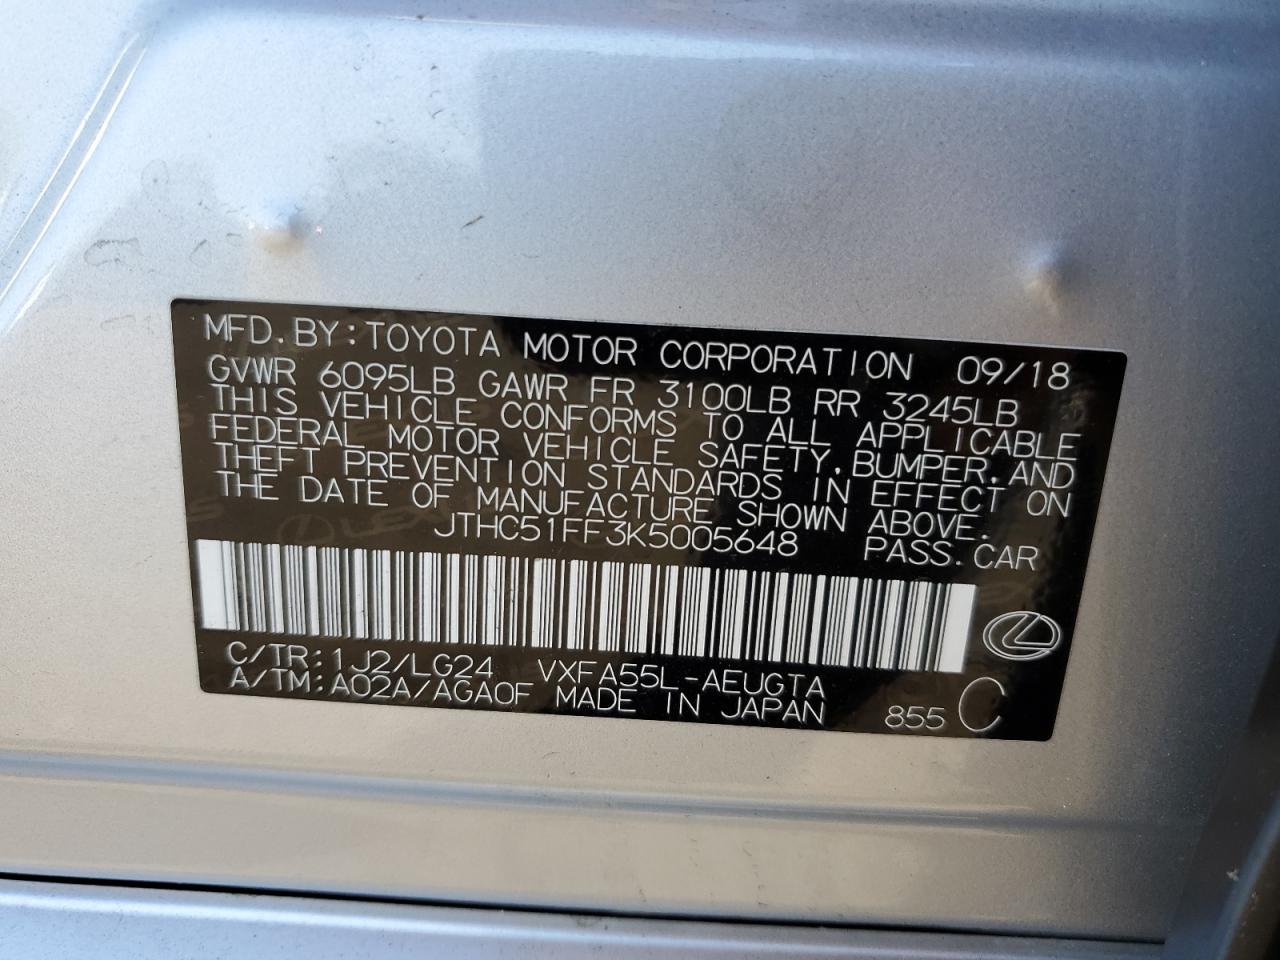 MFD.BY:TOYOTA MOTOR CORPORATION 09/18
GVWR 6095LB GAWR FR 3100LB RR 3245LB
THIS VEHICLE CONFORMS TO ALL APPLICABLE
FEDERAL MOTOR VEHICLE SAFETY,BUMPER,AND
THEFT PREVENTION STANDARDS IN EFFECT ON
THE DATE OF MANUFACTURE SHOWN ABOVE.
JTHC51FF3K5005648 PASS.CAR
C/TR:1J2/LG24 VXFA55L-AEUGTA
A/TM:A02A/AGA0F MADE IN JAPAN 855 C